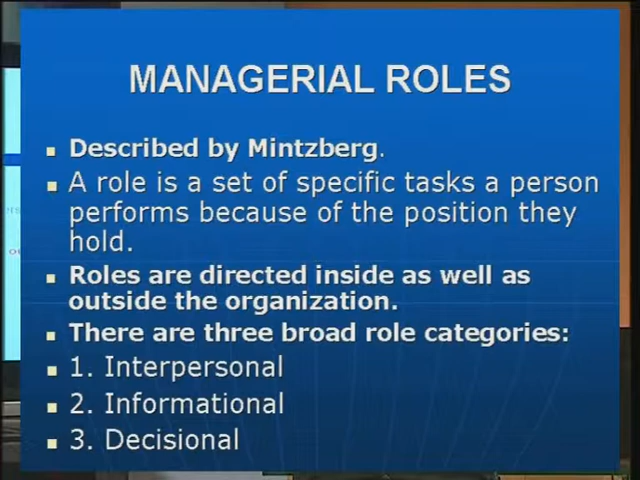 MANAGERIAL ROLES
Described by Mintzberg.
A role is a set of specific tasks a person
performs because of the position they
hold.
Roles are directed inside as well as
outside the organization.
There are three broad role categories:
1. Interpersonal
2. Informational
3. Decisional